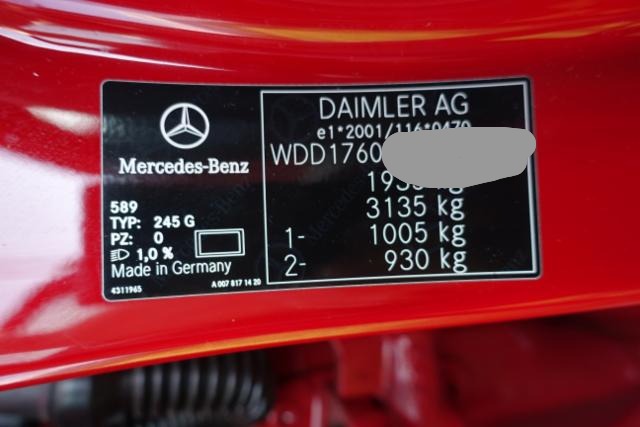 Mercedes-Benz
589
TYP: 245 G
PZ: 0
1,0 %
Made in Germany
4311965
A 007 817 14 20
DAIMLER AG
e1*2001/116*0470
WDD1760
kg
3135 kg
1- 1005 kg
2- 930 kg